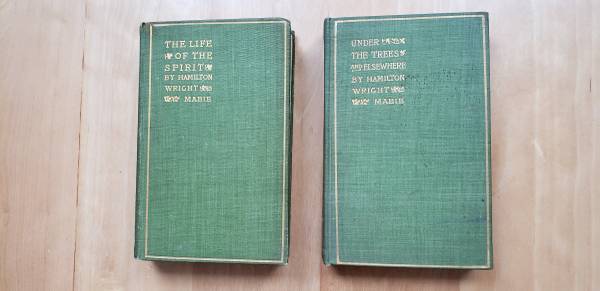 THE LIFE
OF THE
SPIRIT
BY HAMILTON
WRIGHT
MABIE
UNDER
THE TREES
AND ELSEWHERE
BY HAMILTON
WRIGHT
MABIE